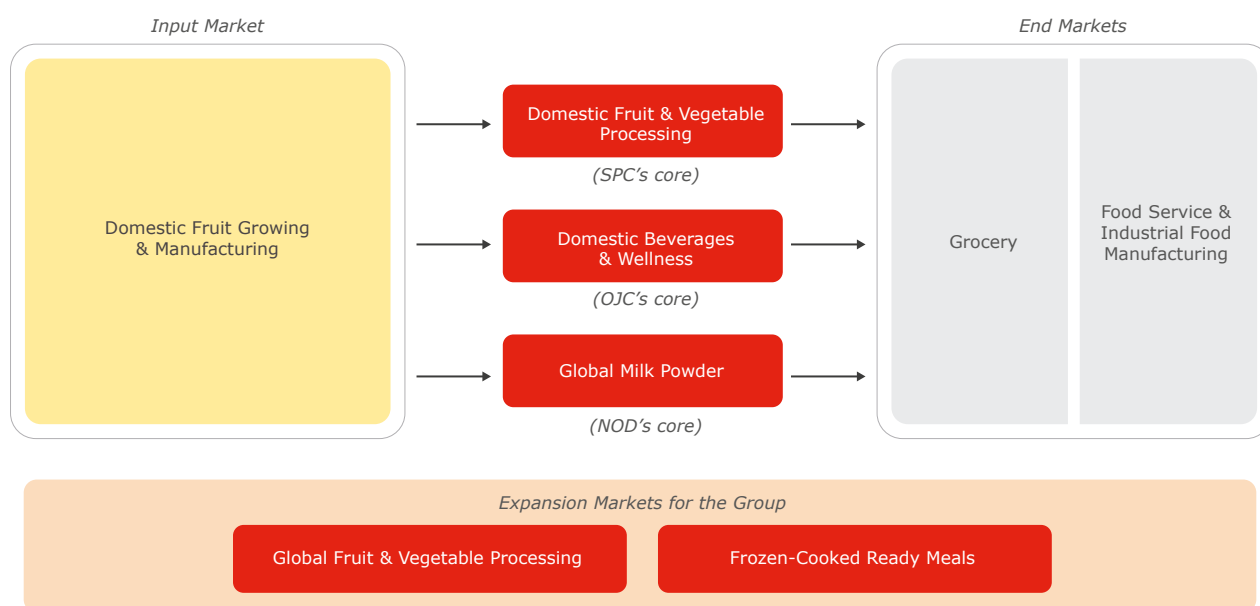 Input Market
End Markets
Domestic Fruit Growing
& Manufacturing
Domestic Fruit & Vegetable
Processing
(SPC’s core)
Domestic Beverages
& Wellness
(OJC’s core)
Global Milk Powder
(NOD’s core)
Grocery
Food Service &
Industrial Food
Manufacturing
Expansion Markets for the Group
Global Fruit & Vegetable Processing
Frozen-Cooked Ready Meals